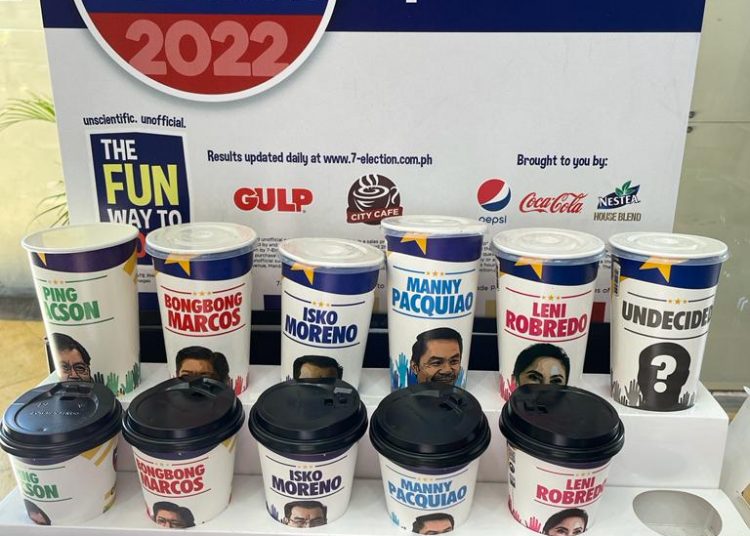 2022
unscientific. unofficial.
THE
FUN
WAY TO
Results updated daily at www.7-election.com.ph
Brought to you by:
GULP
CITY CAFE
pepsi
Coca-Cola
NESTEA
HOUSE BLEND
PING
ACSON
BONGBONG
MARCOS
ISKO
MORENO
MANNY
PACQUIAO
LENI
ROBREDO
UNDECIDE
?
ING
CSON
BONGBONG
MARCOS
ISKO
MORENO
MANNY
PACQUIAO
LENI
ROBREDO